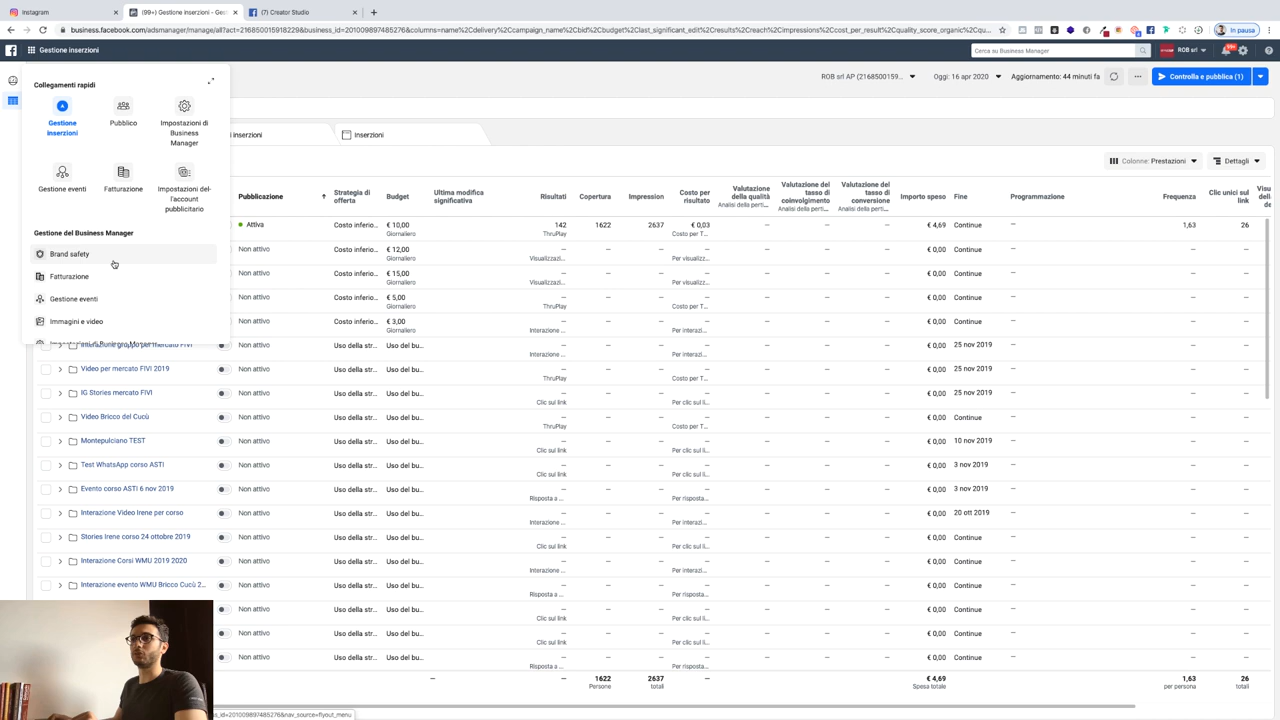 Instagram
(99+) Gestione inserzioni - Ges
(7) Creator Studio
business.facebook.com/adsmanager/manage/all?act=216850015918229&business_id=201009897485276&columns=name%2Cdelivery%2Ccampaign_name%2Cbid%2Cbudget%2Clast_significant_edit%2Cresults%2Creach%2Cimpressions%2Ccost_per_result%2Cquality_score_organic%2Cqu...
In pausa
Gestione inserzioni
Cerca su Business Manager
ROB srl
99+
Collegamenti rapidi
Gestione inserzioni
Pubblico
Impostazioni di Business Manager
Gestione eventi
Fatturazione
Impostazioni del-l'account pubblicitario
Gestione del Business Manager
Brand safety
Fatturazione
Gestione eventi
Immagini e video
ROB srl AP (2168500159...
Oggi: 16 apr 2020
Aggiornamento: 44 minuti fa
Controlla e pubblica (1)
i inserzioni
Inserzioni
Colonne: Prestazioni
Dettagli
Pubblicazione
Strategia di offerta
Budget
Ultima modifica significativa
Risultati
Copertura
Impression
Costo per risultato
Valutazione della qualità
Analisi della perti...
Valutazione del tasso di coinvolgimento
Analisi della perti...
Valutazione del tasso di conversione
Analisi della perti...
Importo speso
Fine
Programmazione
Frequenza
Clic unici sul link
Attiva Costo inferio... € 10,00 142 1622 2637 € 0,03 — — — € 4,69 Continue — 1,63 26
Giornaliero ThruPlay Costo per T...
Non attivo Costo inferio... € 12,00 — — — — — — — € 0,00 Continue — — —
Giornaliero Visualizzazi... Per visualizz...
Non attivo Costo inferio... € 15,00 — — — — — — — € 0,00 Continue — — —
Giornaliero Visualizzazi... Per visualizz...
Non attivo Costo inferio... € 5,00 — — — — — — — € 0,00 Continue — — —
Giornaliero ThruPlay Costo per T...
Non attivo Costo inferio... € 3,00 — — — — — — — € 0,00 Continue — — —
Giornaliero Interazione ... Per interazi...
Interazione gruppo per mercato FIVI Non attivo Uso della str... Uso del bu... — — — — — — — € 0,00 25 nov 2019 — — —
Interazione ... Per interazi...
Video per mercato FIVI 2019 Non attivo Uso della str... Uso del bu... — — — — — — — € 0,00 25 nov 2019 — — —
ThruPlay Costo per T...
IG Stories mercato FIVI Non attivo Uso della str... Uso del bu... — — — — — — — € 0,00 25 nov 2019 — — —
Clic sul link Per clic sul li...
Video Bricco del Cucù Non attivo Uso della str... Uso del bu... — — — — — — — € 0,00 Continue — — —
ThruPlay Costo per T...
Montepulciano TEST Non attivo Uso della str... Uso del bu... — — — — — — — € 0,00 10 nov 2019 — — —
Clic sul link Per clic sul li...
Test WhatsApp corso ASTI Non attivo Uso della str... Uso del bu... — — — — — — — € 0,00 3 nov 2019 — — —
Clic sul link Per clic sul li...
Evento corso ASTI 6 nov 2019 Non attivo Uso della str... Uso del bu... — — — — — — — € 0,00 3 nov 2019 — — —
Risposta a ... Per risposta...
Interazione Video Irene per corso Non attivo Uso della str... Uso del bu... — — — — — — — € 0,00 20 ott 2019 — — —
Interazione ... Per interazi...
Stories Irene corso 24 ottobre 2019 Non attivo Uso della str... Uso del bu... — — — — — — — € 0,00 Continue — — —
Clic sul link Per clic sul li...
Interazione Corsi WMU 2019 2020 Non attivo Uso della str... Uso del bu... — — — — — — — € 0,00 Continue — — —
Interazione ... Per interazi...
Interazione evento WMU Bricco Cucù 2... Non attivo Uso della str... Uso del bu... — — — — — — — € 0,00 Continue — — —
Risposta a ... Per risposta...
Non attivo Uso della str... Uso del bu... — — — — — — — € 0,00 Continue — — —
Clic sul link Per clic sul li...
Non attivo Uso della str... Uso del bu... — — — — — — — € 0,00 Continue — — —
Clic sul link Per clic sul li...
Non attivo Uso della str... Uso del bu... — — — — — — — € 0,00 Continue — — —
Risposta a ... Per risposta...
— — 1622 2637 — € 4,69 1,63 26
Persone totali Spesa totale per persona totali
s_id=201009897485276&nav_source=flyout_menu